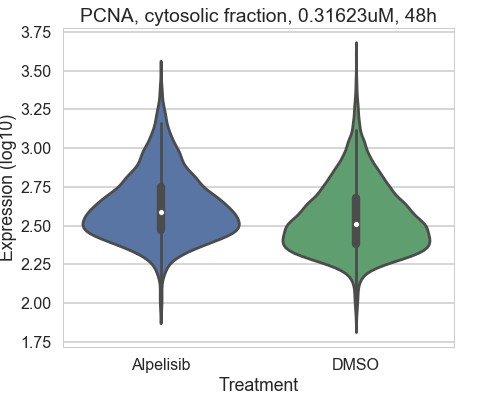 PCNA, cytosolic fraction, 0.31623uM, 48h
3.75
3.50
3.25
3.00
2.75
2.50
2.25
2.00
1.75
Expression (log10)
Alpelisib
DMSO
Treatment